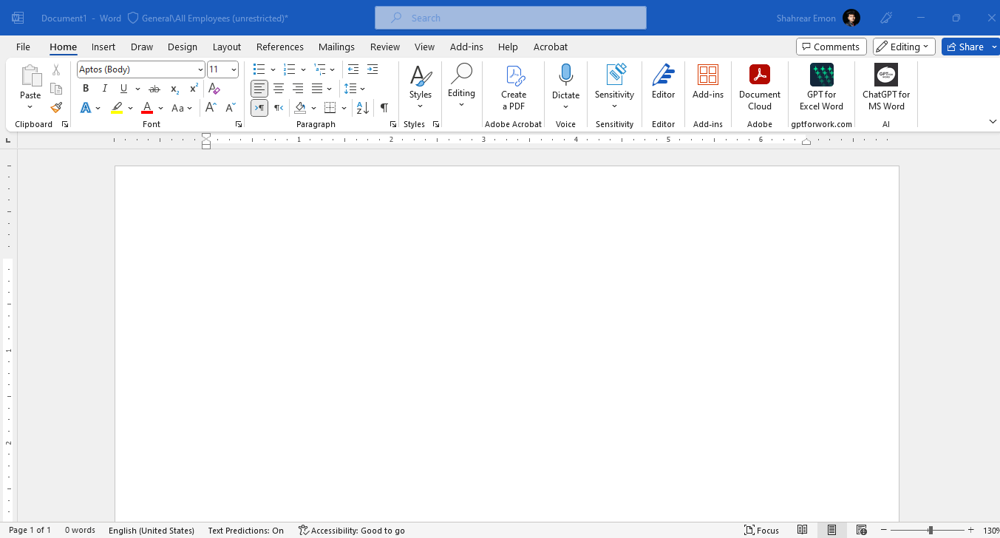 Document1 - Word General\All Employees (unrestricted)* Search Shahrear Emon
File Home Insert Draw Design Layout References Mailings Review View Add-ins Help Acrobat Comments Editing Share
Aptos (Body) 11
Paste
Styles
Editing
Create
a PDF
Dictate
Sensitivity
Editor
Add-ins
Document
Cloud
GPT for
Excel Word
ChatGPT for
MS Word
Clipboard Font Paragraph Styles Adobe Acrobat Voice Sensitivity Editor Add-ins Adobe gptforwork.com AI
1 2 3 4 5 6
1
2
Page 1 of 1 0 words English (United States) Text Predictions: On Accessibility: Good to go Focus 130%